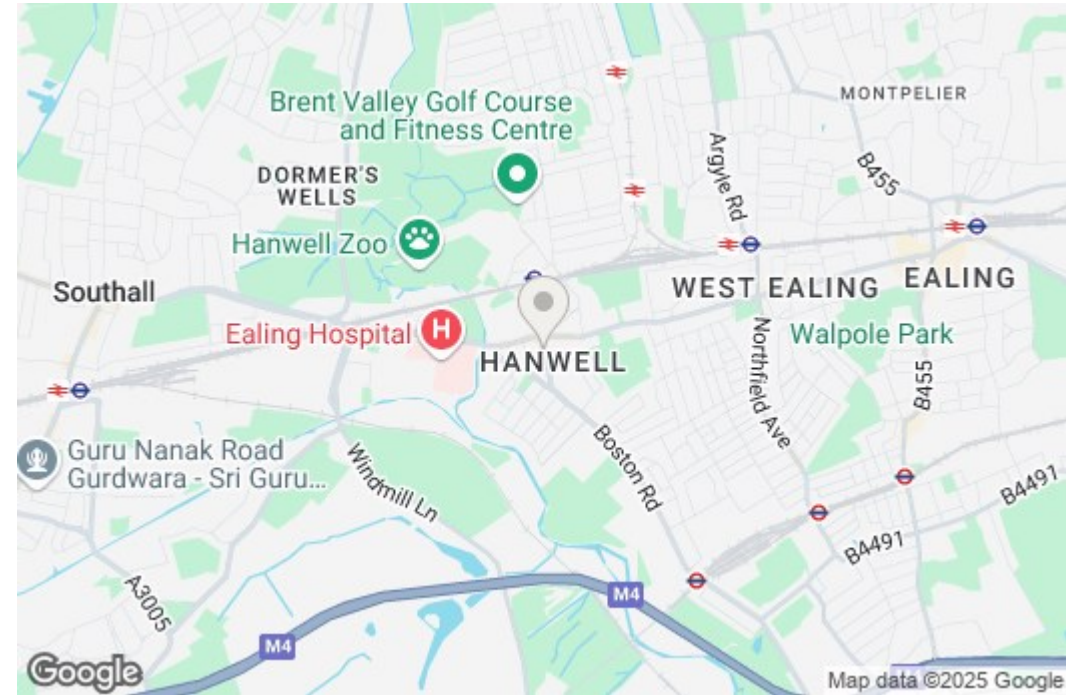 Brent Valley Golf Course
and Fitness Centre
MONTPELIER
Argyle Rd
B455
DORMER'S
WELLS
Hanwell Zoo
Southall
WEST EALING
EALING
Ealing Hospital
H
Walpole Park
HANWELL
Northfield Ave
B455
Guru Nanak Road
Gurdwara - Sri Guru...
Windmill Ln
Boston Rd
B4491
B4491
A3005
M4
M4
Google
Map data ©2025 Google